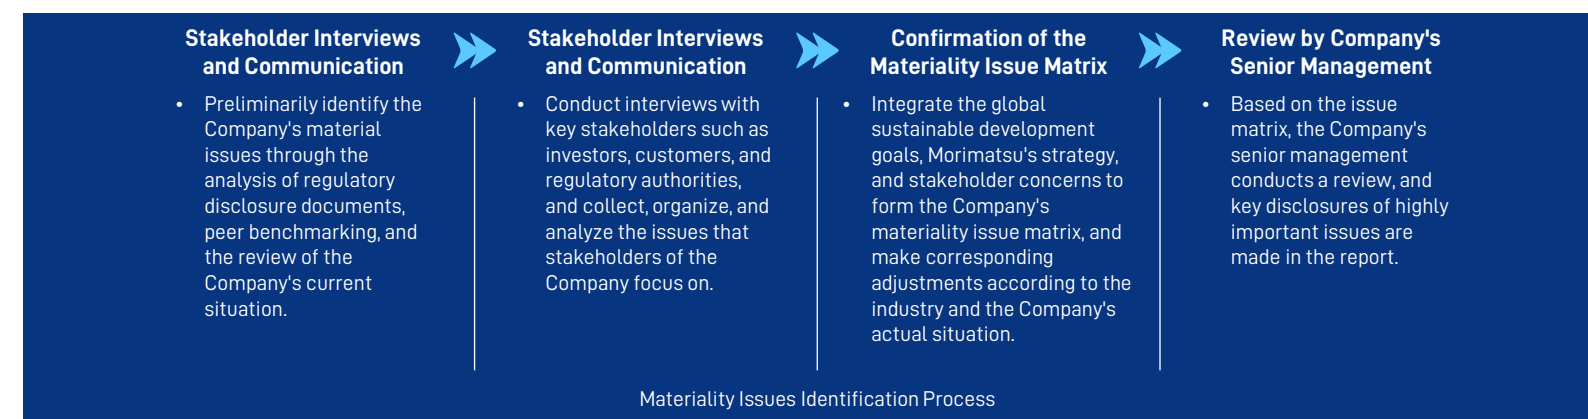 Stakeholder Interviews
and Communication
• Preliminarily identify the
Company's material
issues through the
analysis of regulatory
disclosure documents,
peer benchmarking, and
the review of the
Company's current
situation.
Stakeholder Interviews
and Communication
• Conduct interviews with
key stakeholders such as
investors, customers, and
regulatory authorities,
and collect, organize, and
analyze the issues that
stakeholders of the
Company focus on.
Confirmation of the
Materiality Issue Matrix
• Integrate the global
sustainable development
goals, Morimatsu's strategy,
and stakeholder concerns to
form the Company's
materiality issue matrix, and
make corresponding
adjustments according to the
industry and the Company's
actual situation.
Review by Company's
Senior Management
• Based on the issue
matrix, the Company's
senior management
conducts a review, and
key disclosures of highly
important issues are
made in the report.
Materiality Issues Identification Process